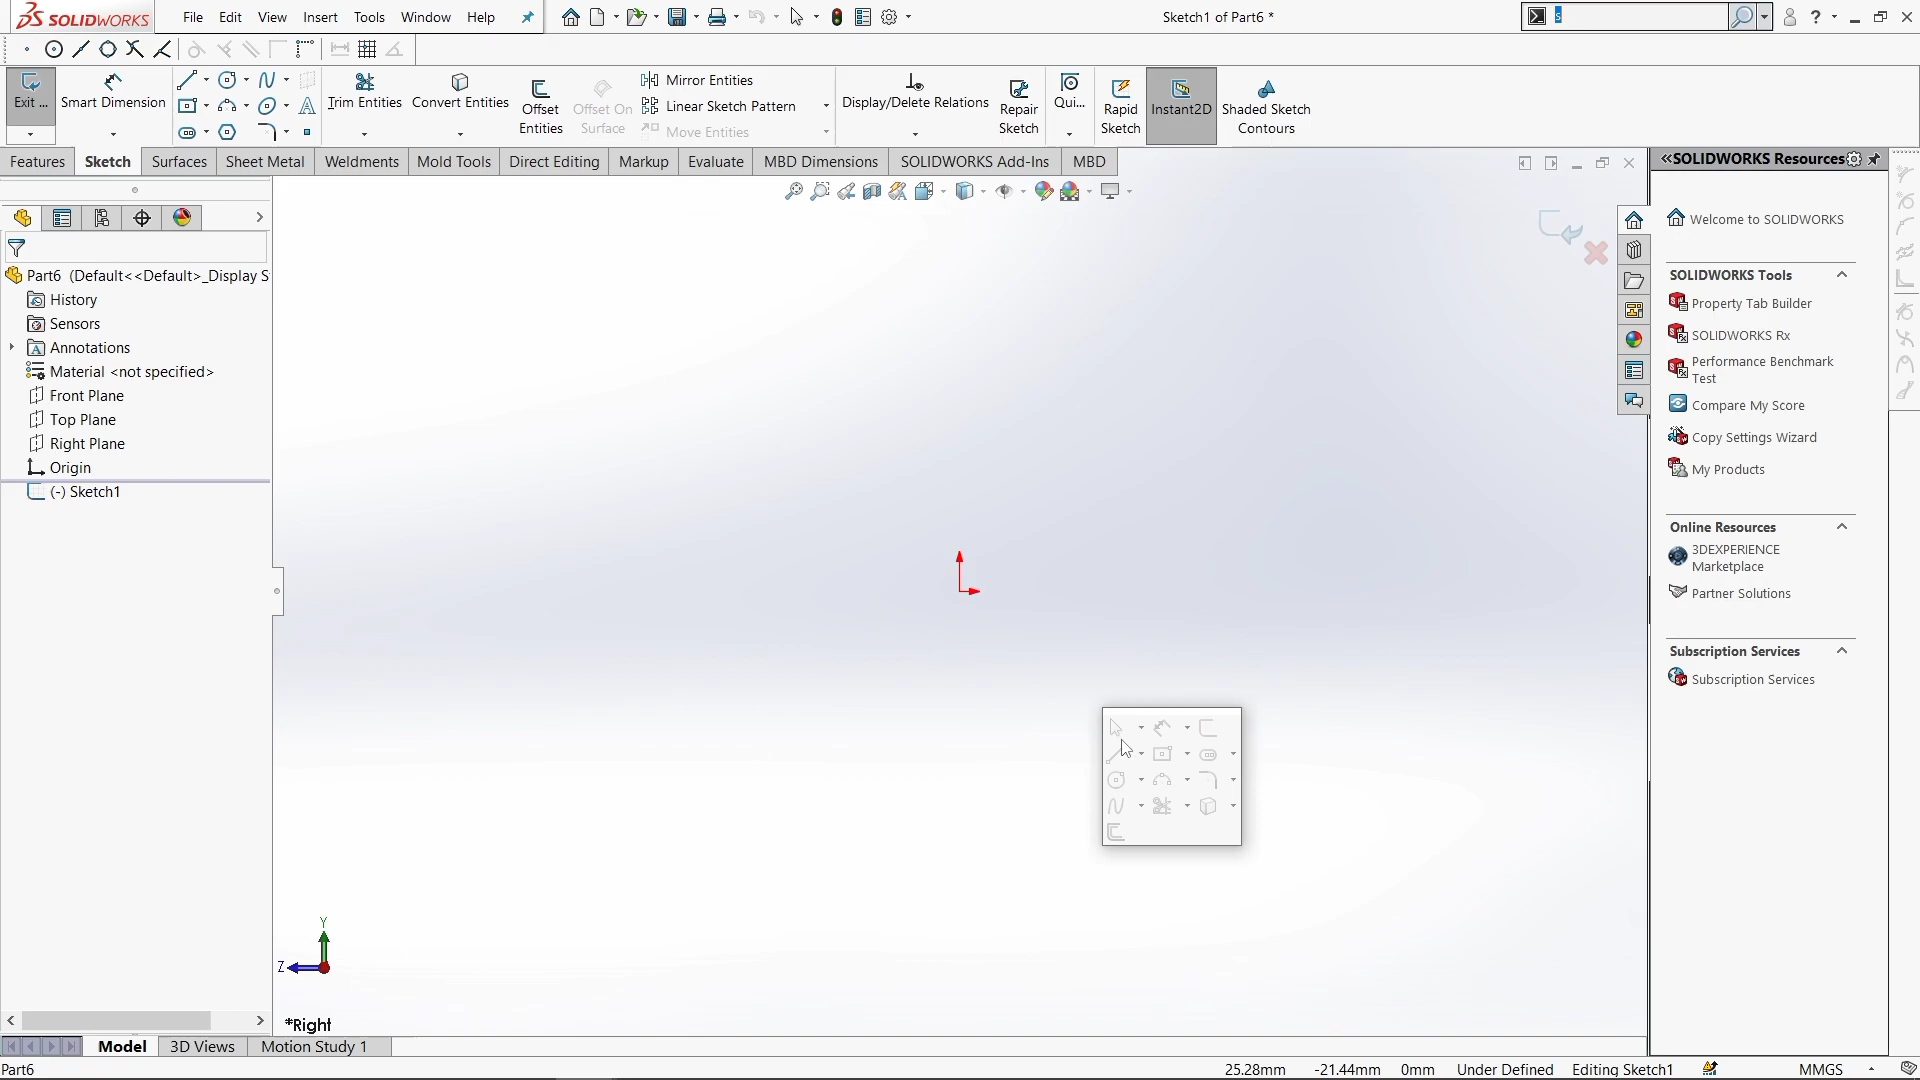 SOLIDWORKS File Edit View Insert Tools Window Help Sketch1 of Part6 * s ?
Exit ... Smart Dimension Trim Entities Convert Entities Offset Entities Offset On Surface Mirror Entities Linear Sketch Pattern Move Entities Display/Delete Relations Repair Sketch Qui... Rapid Sketch Instant2D Shaded Sketch Contours
Features Sketch Surfaces Sheet Metal Weldments Mold Tools Direct Editing Markup Evaluate MBD Dimensions SOLIDWORKS Add-Ins MBD
SOLIDWORKS Resources
Welcome to SOLIDWORKS
SOLIDWORKS Tools
Property Tab Builder
SOLIDWORKS Rx
Performance Benchmark
Test
Compare My Score
Copy Settings Wizard
My Products
Online Resources
3DEXPERIENCE
Marketplace
Partner Solutions
Subscription Services
Subscription Services
Part6 (Default<<Default>_Display S
History
Sensors
Annotations
Material <not specified>
Front Plane
Top Plane
Right Plane
Origin
(-) Sketch1
Y
Z
*Right
Model 3D Views Motion Study 1
Part6 25.28mm -21.44mm 0mm Under Defined Editing Sketch1 MMGS